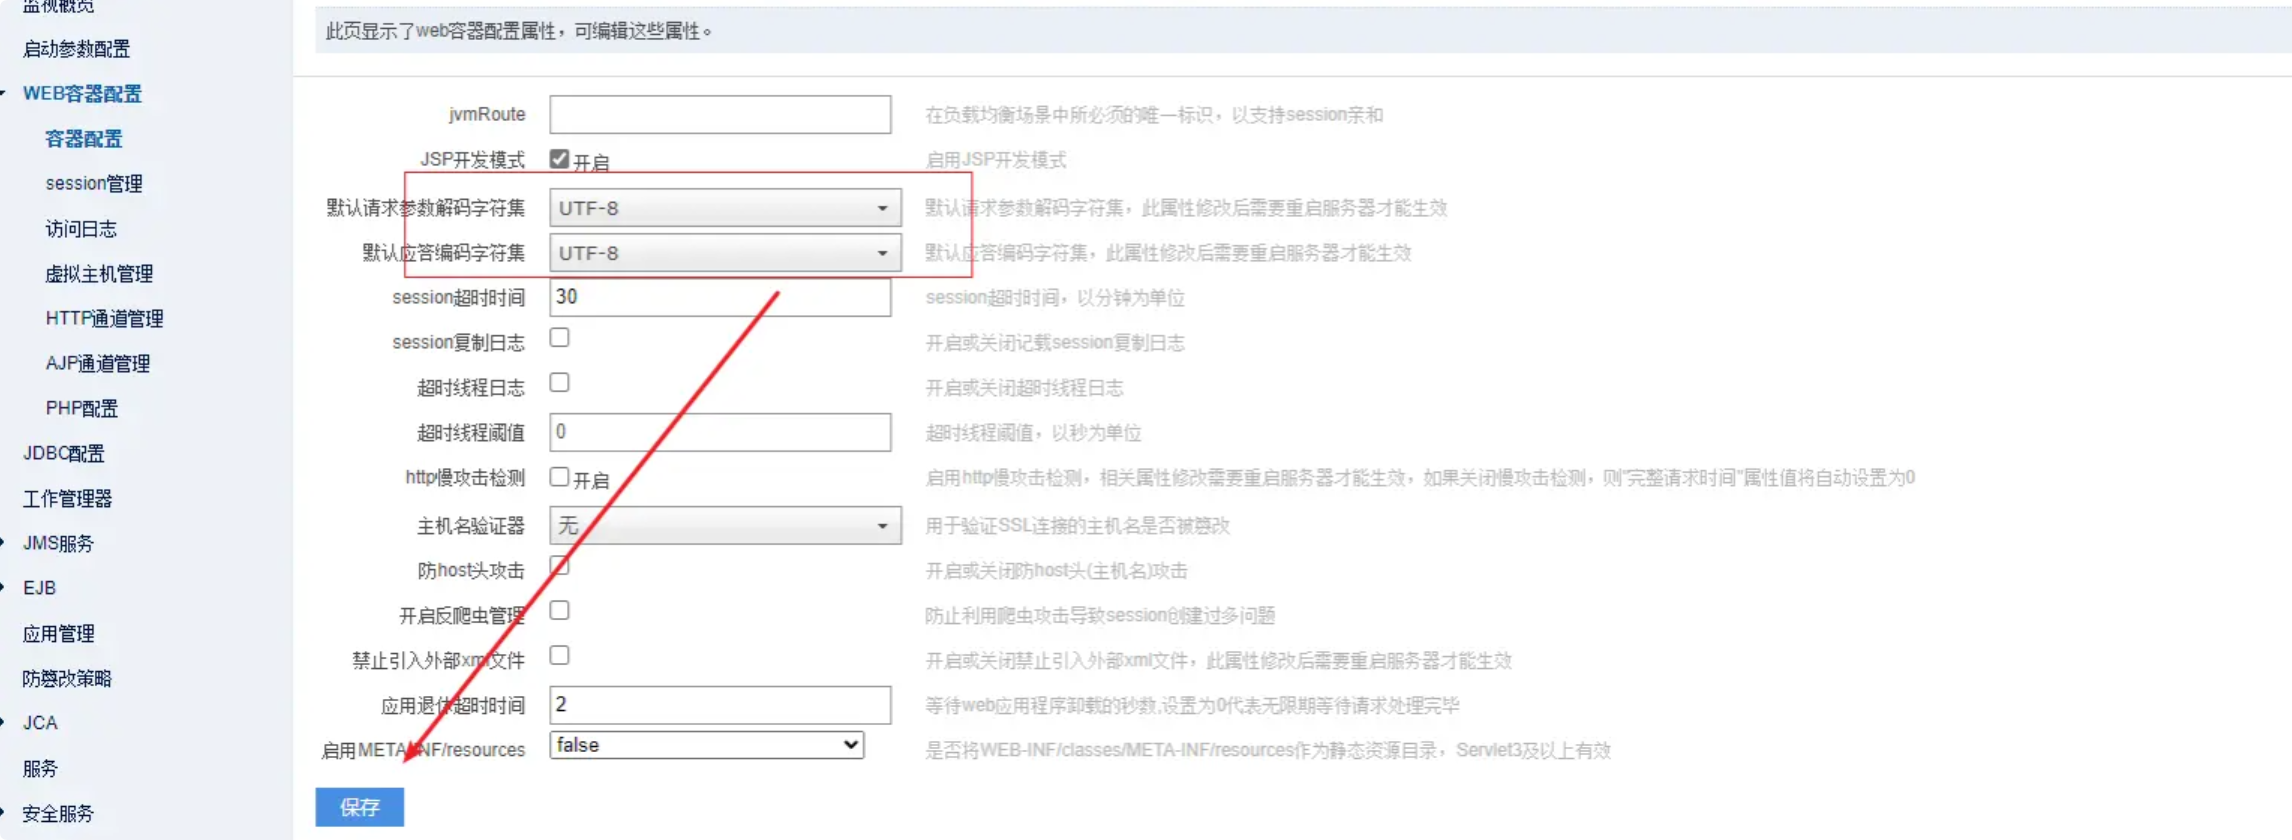 监视概览
启动参数配置
WEB容器配置
容器配置
session管理
访问日志
虚拟主机管理
HTTP通道管理
AJP通道管理
PHP配置
JDBC配置
工作管理器
JMS服务
EJB
应用管理
防篡改策略
JCA
服务
安全服务
此页显示了web容器配置属性，可编辑这些属性。
jvmRoute 在负载均衡场景中所必须的唯一标识，以支持session亲和
JSP开发模式 开启 启用JSP开发模式
默认请求参数解码字符集 UTF-8 默认请求参数解码字符集，此属性修改后需要重启服务器才能生效
默认应答编码字符集 UTF-8 默认应答编码字符集，此属性修改后需要重启服务器才能生效
session超时时间 30 session超时时间，以分钟为单位
session复制日志 开启或关闭记载session复制日志
超时线程日志 开启或关闭超时线程日志
超时线程阈值 0 超时线程阈值，以秒为单位
http慢攻击检测 开启 启用http慢攻击检测，相关属性修改需要重启服务器才能生效，如果关闭慢攻击检测，则"完整请求时间"属性值将自动设置为0
主机名验证器 无 用于验证SSL连接的主机名是否被篡改
防host头攻击 开启或关闭防host头(主机名)攻击
开启反爬虫管理 防止利用爬虫攻击导致session创建过多问题
禁止引入外部xml文件 开启或关闭禁止引入外部xml文件，此属性修改后需要重启服务器才能生效
应用退休超时时间 2 等待web应用程序卸载的秒数,设置为0代表无限期等待请求处理完毕
启用META-INF/resources false 是否将WEB-INF/classes/META-INF/resources作为静态资源目录，Servlet3及以上有效
保存